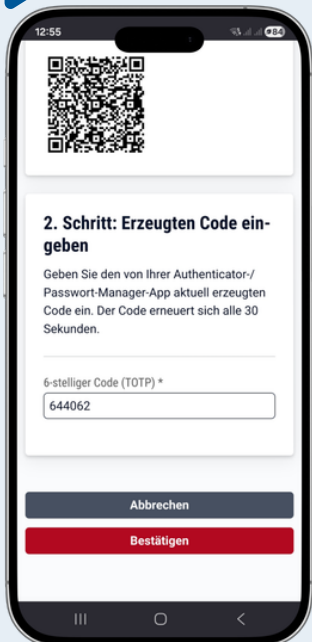 12:55
84
2. Schritt: Erzeugten Code ein-
geben
Geben Sie den von Ihrer Authenticator-/
Passwort-Manager-App aktuell erzeugten
Code ein. Der Code erneuert sich alle 30
Sekunden.
6-stelliger Code (TOTP) *
644062
Abbrechen
Bestätigen